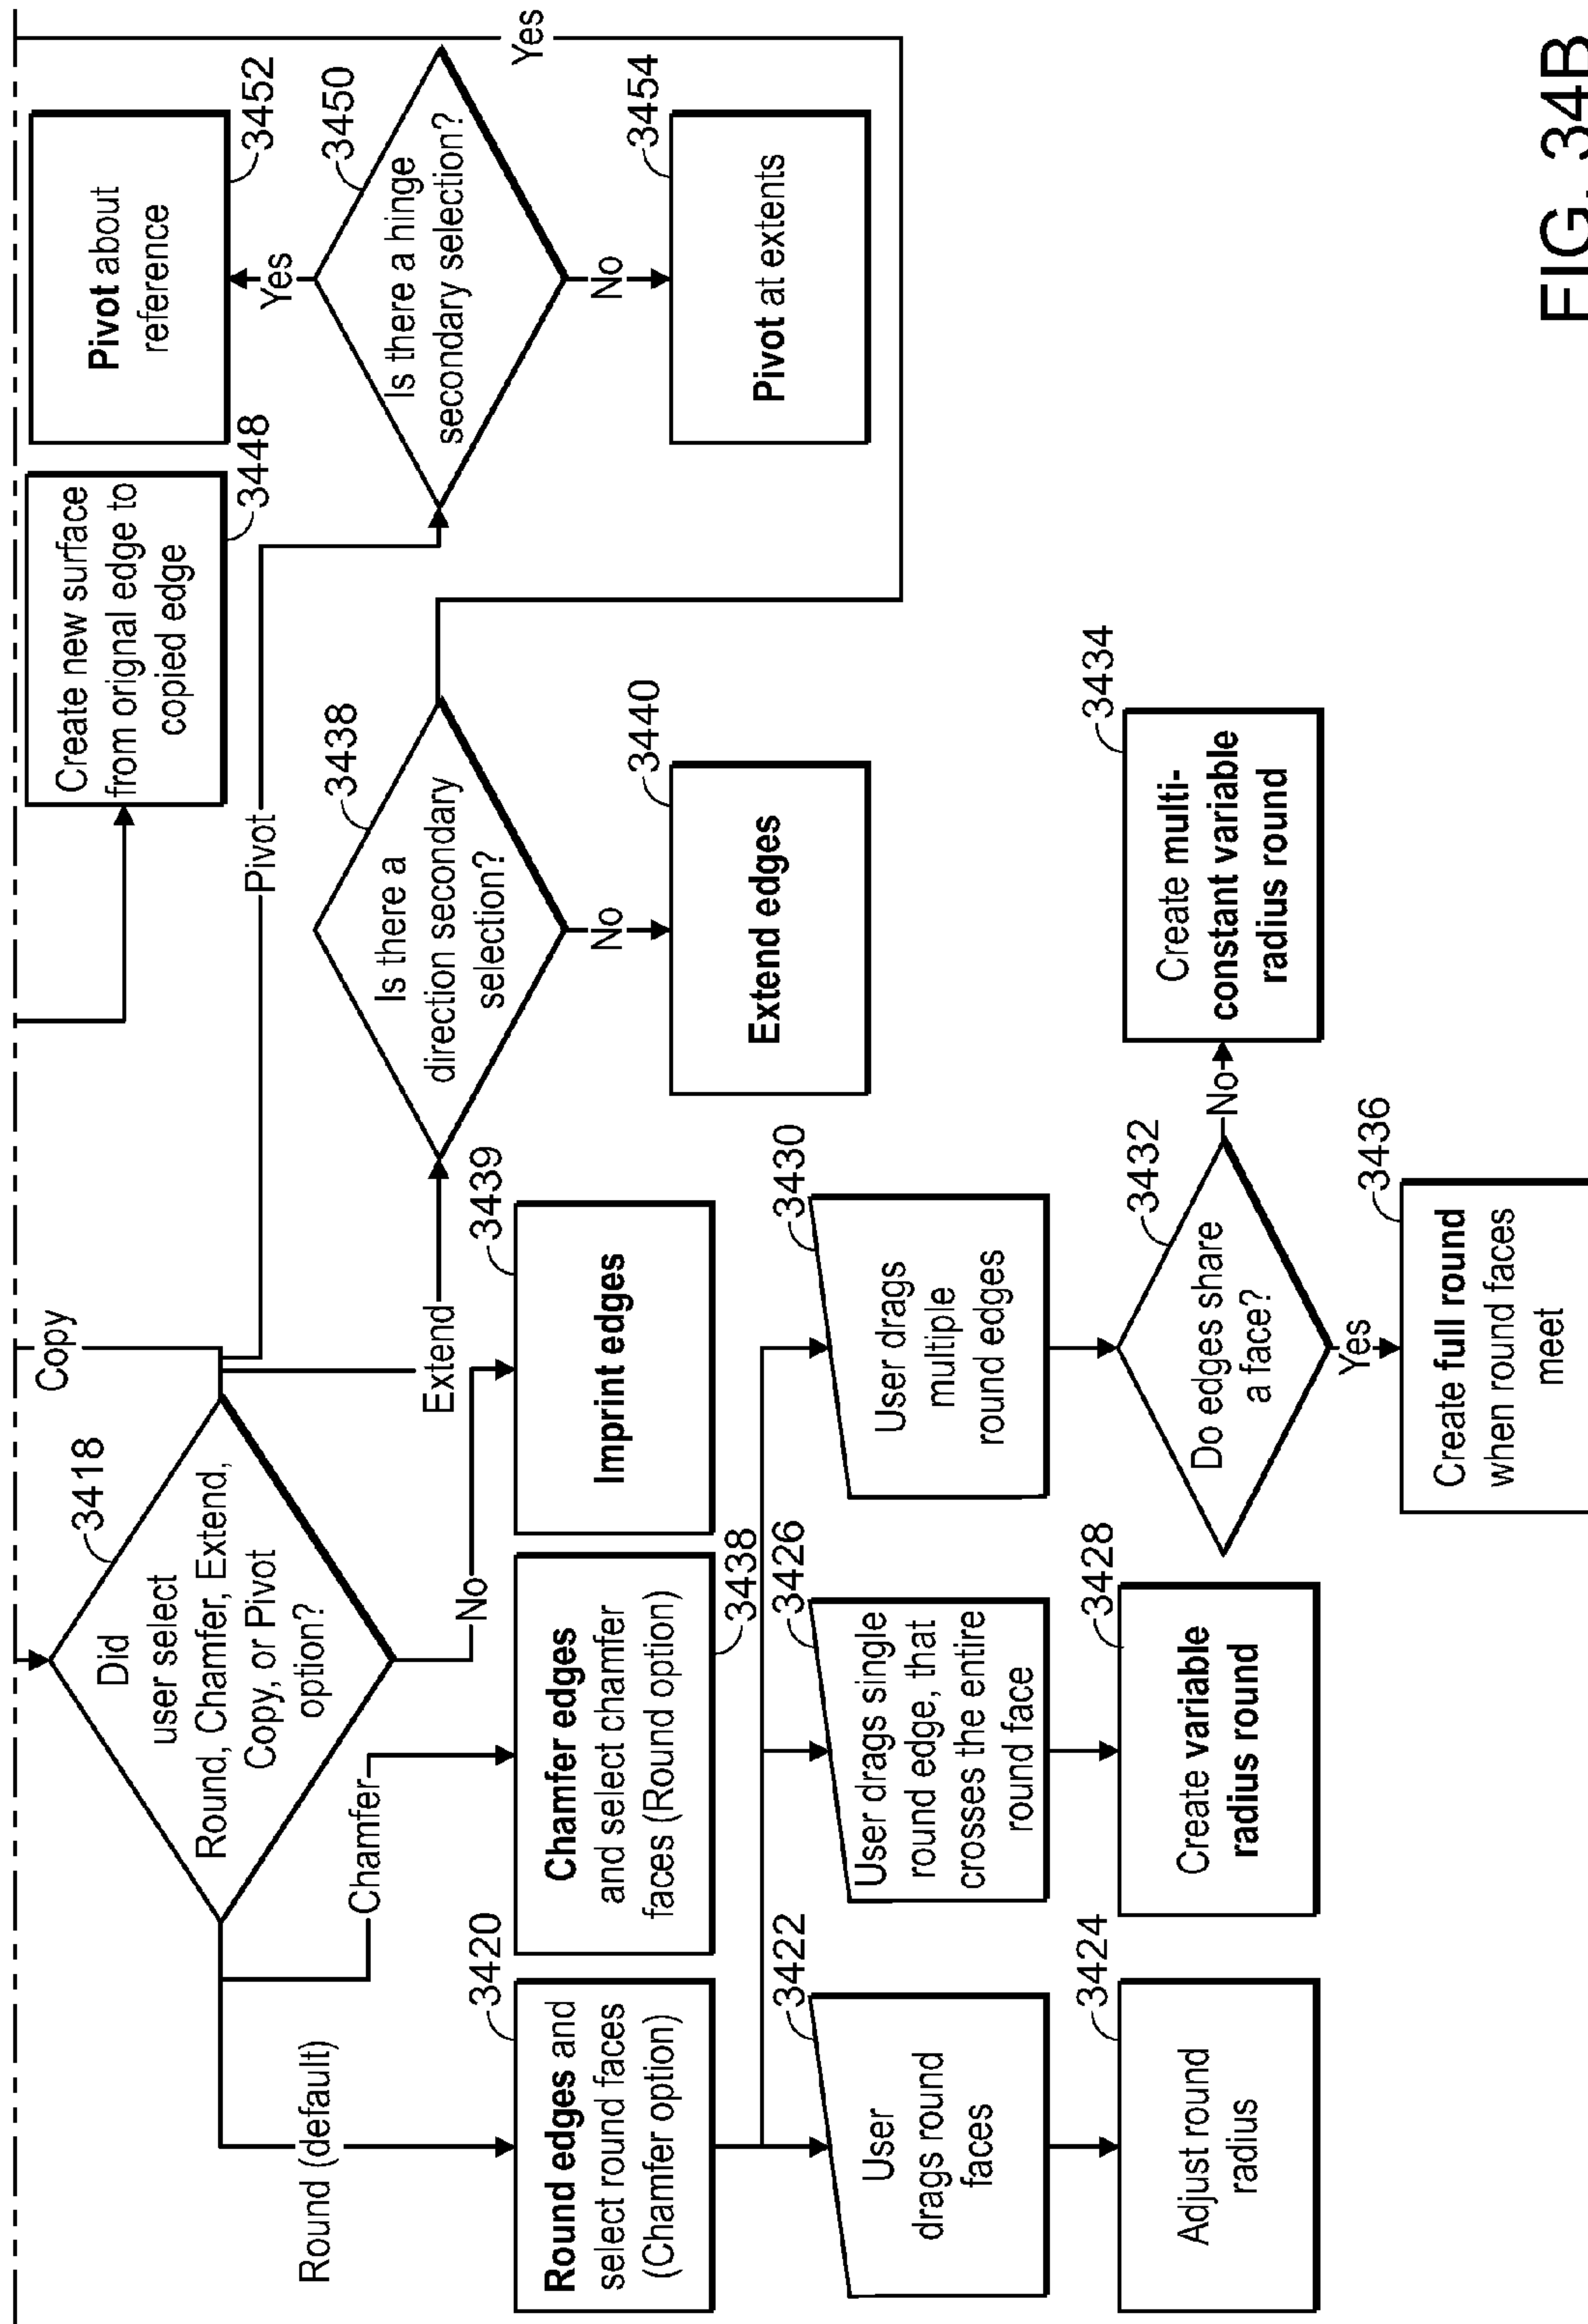 Did
user select
Round, Chamfer, Extend,
Copy, or Pivot
option?
3418
Copy
Round (default)
Chamfer
No
Extend
Pivot
Round edges and
select round faces
(Chamfer option)
3420
Chamfer edges
and select chamfer
faces (Round option)
3438
Imprint edges
3439
User
drags round
faces
3422
User drags single
round edge, that
crosses the entire
round face
3426
User drags
multiple
round edges
3430
Adjust round
radius
3424
Create variable
radius round
3428
Do edges share
a face?
3432
No
Yes
Create multi-
constant variable
radius round
3434
Create full round
when round faces
meet
3436
Is there a
direction secondary
selection?
3438
No
Yes
Extend edges
3440
Create new surface
from orignal edge to
copied edge
3448
Pivot about
reference
3452
Yes
Is there a hinge
secondary selection?
3450
No
Pivot at extents
3454
FIG. 34B